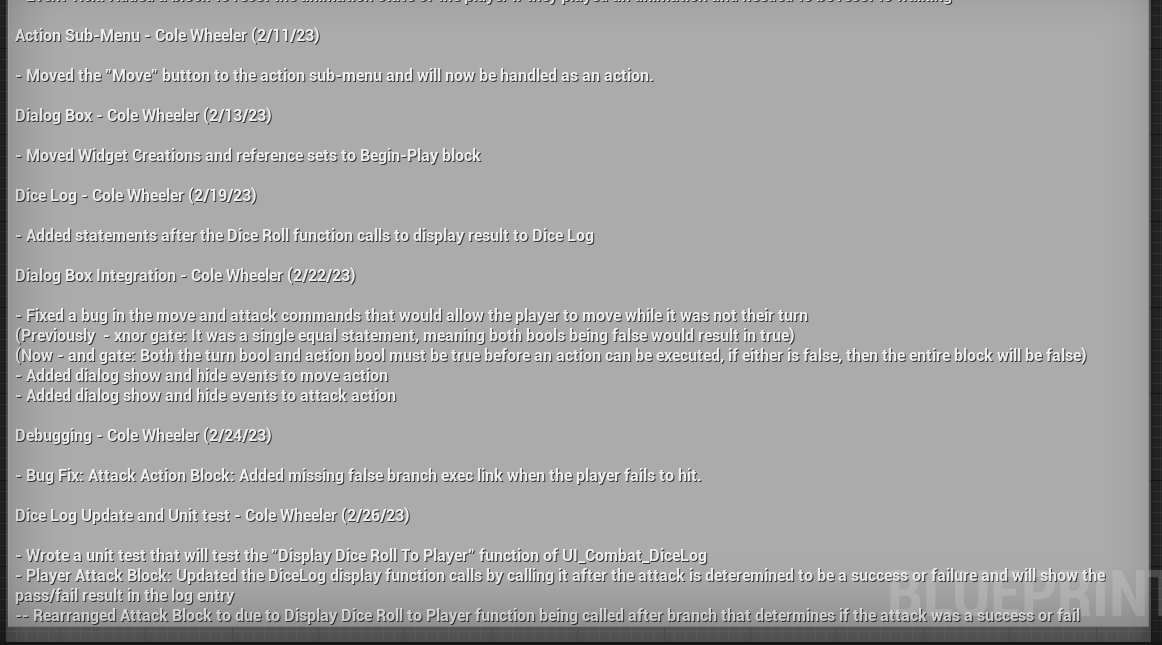 Action Sub-Menu - Cole Wheeler (2/11/23)
- Moved the "Move" button to the action sub-menu and will now be handled as an action.
Dialog Box - Cole Wheeler (2/13/23)
- Moved Widget Creations and reference sets to Begin-Play block
Dice Log - Cole Wheeler (2/19/23)
- Added statements after the Dice Roll function calls to display result to Dice Log
Dialog Box Integration - Cole Wheeler (2/22/23)
- Fixed a bug in the move and attack commands that would allow the player to move while it was not their turn
(Previously  - xnor gate: It was a single equal statement, meaning both bools being false would result in true)
(Now - and gate: Both the turn bool and action bool must be true before an action can be executed, if either is false, then the entire block will be false)
- Added dialog show and hide events to move action
- Added dialog show and hide events to attack action
Debugging - Cole Wheeler (2/24/23)
- Bug Fix: Attack Action Block: Added missing false branch exec link when the player fails to hit.
Dice Log Update and Unit test - Cole Wheeler (2/26/23)
- Wrote a unit test that will test the "Display Dice Roll To Player" function of UI_Combat_DiceLog
- Player Attack Block: Updated the DiceLog display function calls by calling it after the attack is deteremined to be a success or failure and will show the
pass/fail result in the log entry
-- Rearranged Attack Block to due to Display Dice Roll to Player function being called after branch that determines if the attack was a success or fail
BLUEPRINT